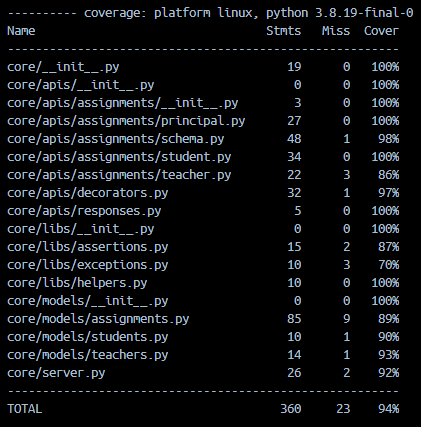 ---------- coverage: platform linux, python 3.8.19-final-0
Name                                 Stmts   Miss  Cover
--------------------------------------------------------
core/__init__.py                        19      0   100%
core/apis/__init__.py                    0      0   100%
core/apis/assignments/__init__.py        3      0   100%
core/apis/assignments/principal.py      27      0   100%
core/apis/assignments/schema.py         48      1    98%
core/apis/assignments/student.py        34      0   100%
core/apis/assignments/teacher.py        22      3    86%
core/apis/decorators.py                 32      1    97%
core/apis/responses.py                   5      0   100%
core/libs/__init__.py                    0      0   100%
core/libs/assertions.py                 15      2    87%
core/libs/exceptions.py                 10      3    70%
core/libs/helpers.py                    10      0   100%
core/models/__init__.py                  0      0   100%
core/models/assignments.py              85      9    89%
core/models/students.py                 10      1    90%
core/models/teachers.py                 14      1    93%
core/server.py                          26      2    92%
--------------------------------------------------------
TOTAL                                  360     23    94%